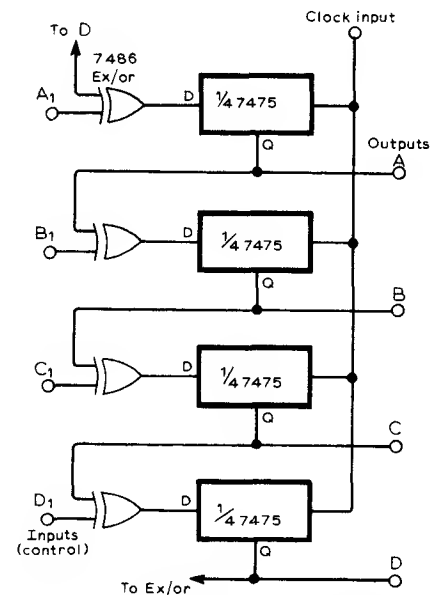 Clock input
To D
7486
Ex/or
A1
D
1/4 7475
Q
Outputs
A
B1
D
1/4 7475
Q
B
C1
D
1/4 7475
Q
C
D1
Inputs
(control)
D
1/4 7475
Q
D
To Ex/or